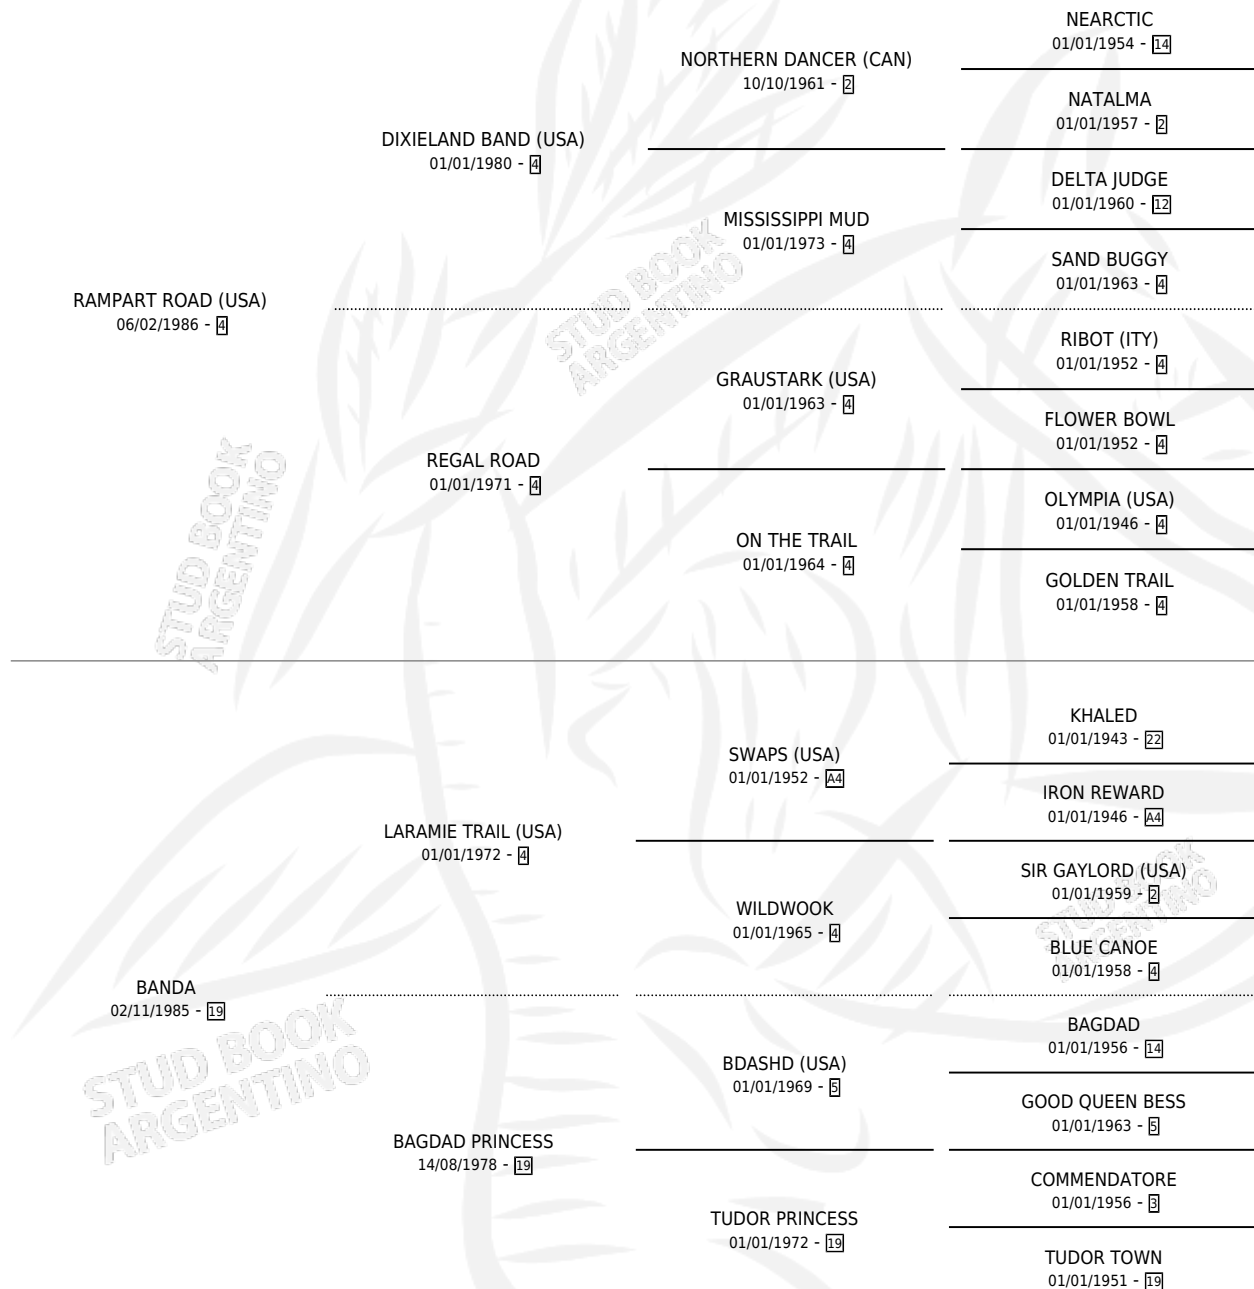 NEARCTIC
01/01/1954 - 14
NORTHERN DANCER (CAN)
10/10/1961 - 2
NATALMA
01/01/1957 - 2
DIXIELAND BAND (USA)
01/01/1980 - 4
DELTA JUDGE
01/01/1960 - 12
MISSISSIPPI MUD
01/01/1973 - 4
SAND BUGGY
01/01/1963 - 4
RAMPART ROAD (USA)
06/02/1986 - 4
STUD BOOK
ARGENTINO
RIBOT (ITY)
01/01/1952 - 4
GRAUSTARK (USA)
01/01/1963 - 4
FLOWER BOWL
01/01/1952 - 4
REGAL ROAD
01/01/1971 - 4
OLYMPIA (USA)
01/01/1946 - 4
ON THE TRAIL
01/01/1964 - 4
GOLDEN TRAIL
01/01/1958 - 4
STUD BOOK
ARGENTINO
KHALED
01/01/1943 - 22
SWAPS (USA)
01/01/1952 - A4
IRON REWARD
01/01/1946 - A4
LARAMIE TRAIL (USA)
01/01/1972 - 4
SIR GAYLORD (USA)
01/01/1959 - 2
WILDWOOK
01/01/1965 - 4
STUD BOOK
ARGENTINO
BLUE CANOE
01/01/1958 - 4
BANDA
02/11/1985 - 19
BAGDAD
01/01/1956 - 14
BDASHD (USA)
01/01/1969 - 5
GOOD QUEEN BESS
01/01/1963 - 5
STUD BOOK
ARGENTINO
BAGDAD PRINCESS
14/08/1978 - 19
COMMENDATORE
01/01/1956 - 3
TUDOR PRINCESS
01/01/1972 - 19
TUDOR TOWN
01/01/1951 - 19